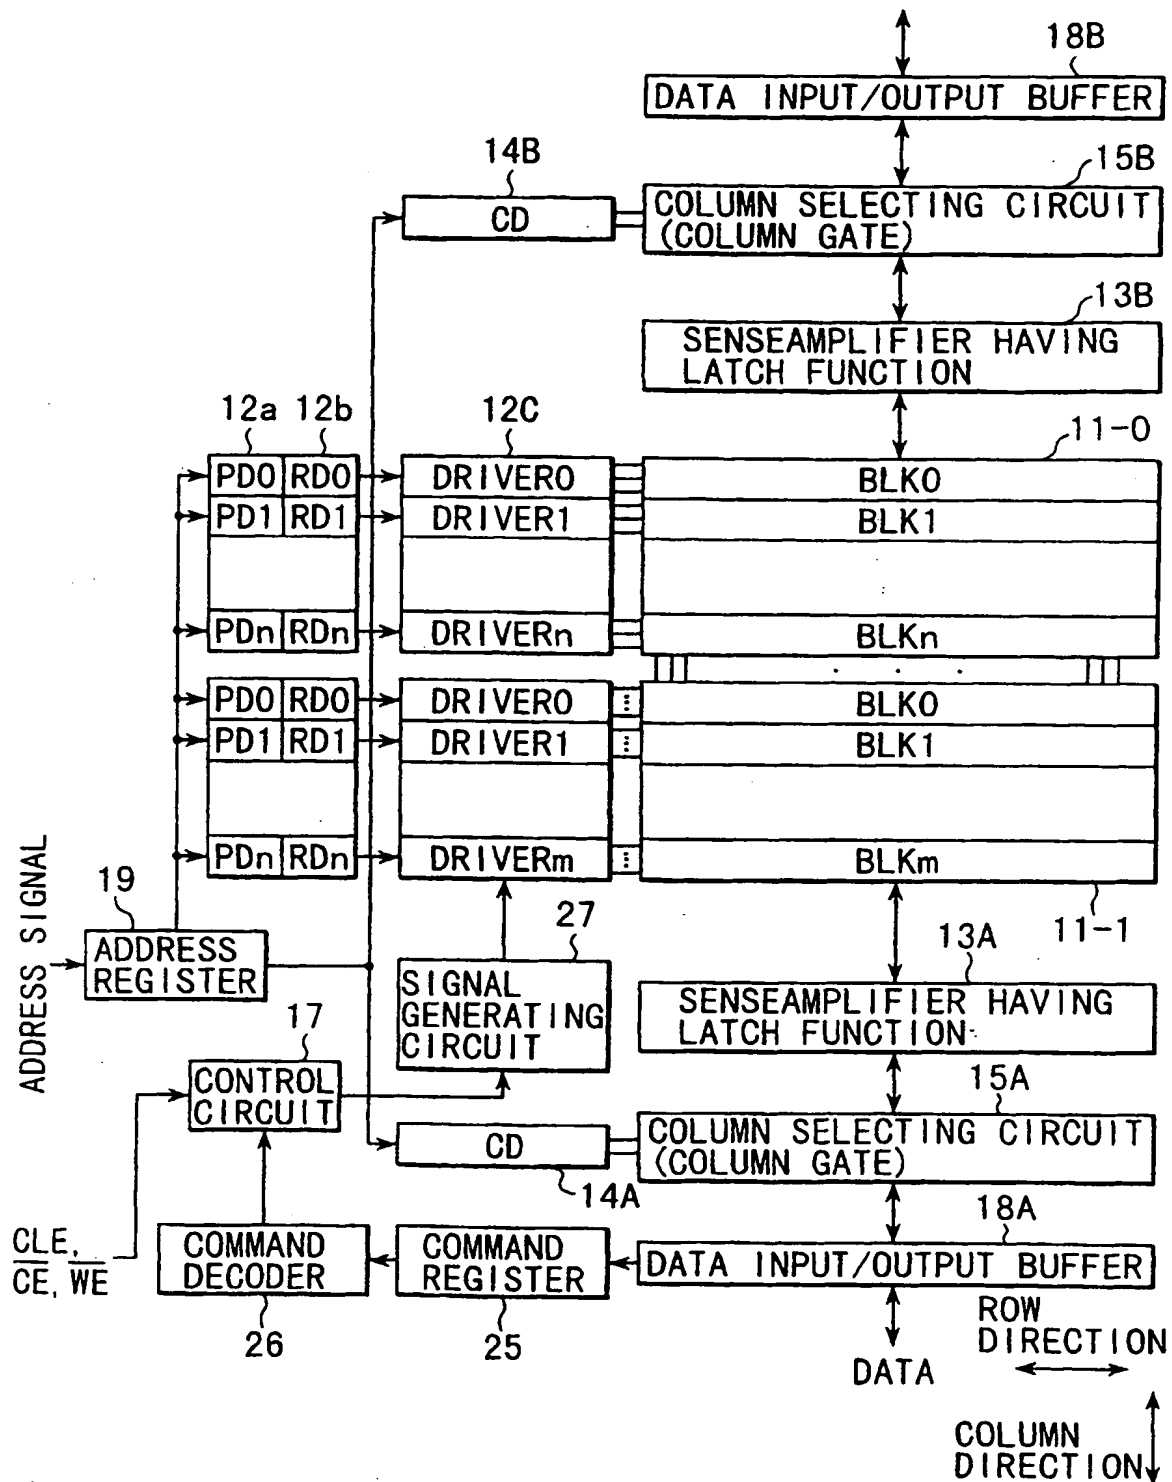 18B
DATA INPUT/OUTPUT BUFFER
14B
15B
CD
COLUMN SELECTING CIRCUIT
(COLUMN GATE)
13B
SENSEAMPLIFIER HAVING
LATCH FUNCTION
12a 12b 12C 11-0
PD0 RD0 DRIVER0 BLK0
PD1 RD1 DRIVER1 BLK1
PDn RDn DRIVERn BLKn
PD0 RD0 DRIVER0 BLK0
PD1 RD1 DRIVER1 BLK1
PDn RDn DRIVERm BLKm
11-1
ADDRESS SIGNAL
19
ADDRESS
REGISTER
27
SIGNAL
GENERATING
CIRCUIT
13A
SENSEAMPLIFIER HAVING
LATCH FUNCTION
17
CONTROL
CIRCUIT
15A
CD
14A
COLUMN SELECTING CIRCUIT
(COLUMN GATE)
18A
CLE,
C̅E̅, W̅E̅
COMMAND
DECODER
26
COMMAND
REGISTER
25
DATA INPUT/OUTPUT BUFFER
DATA
ROW
DIRECTION
COLUMN
DIRECTION